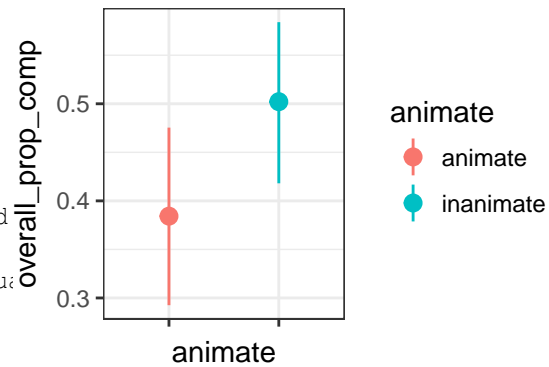 overall_prop_comp
0.5
0.4
0.3
animate
animate
animate
inanimate